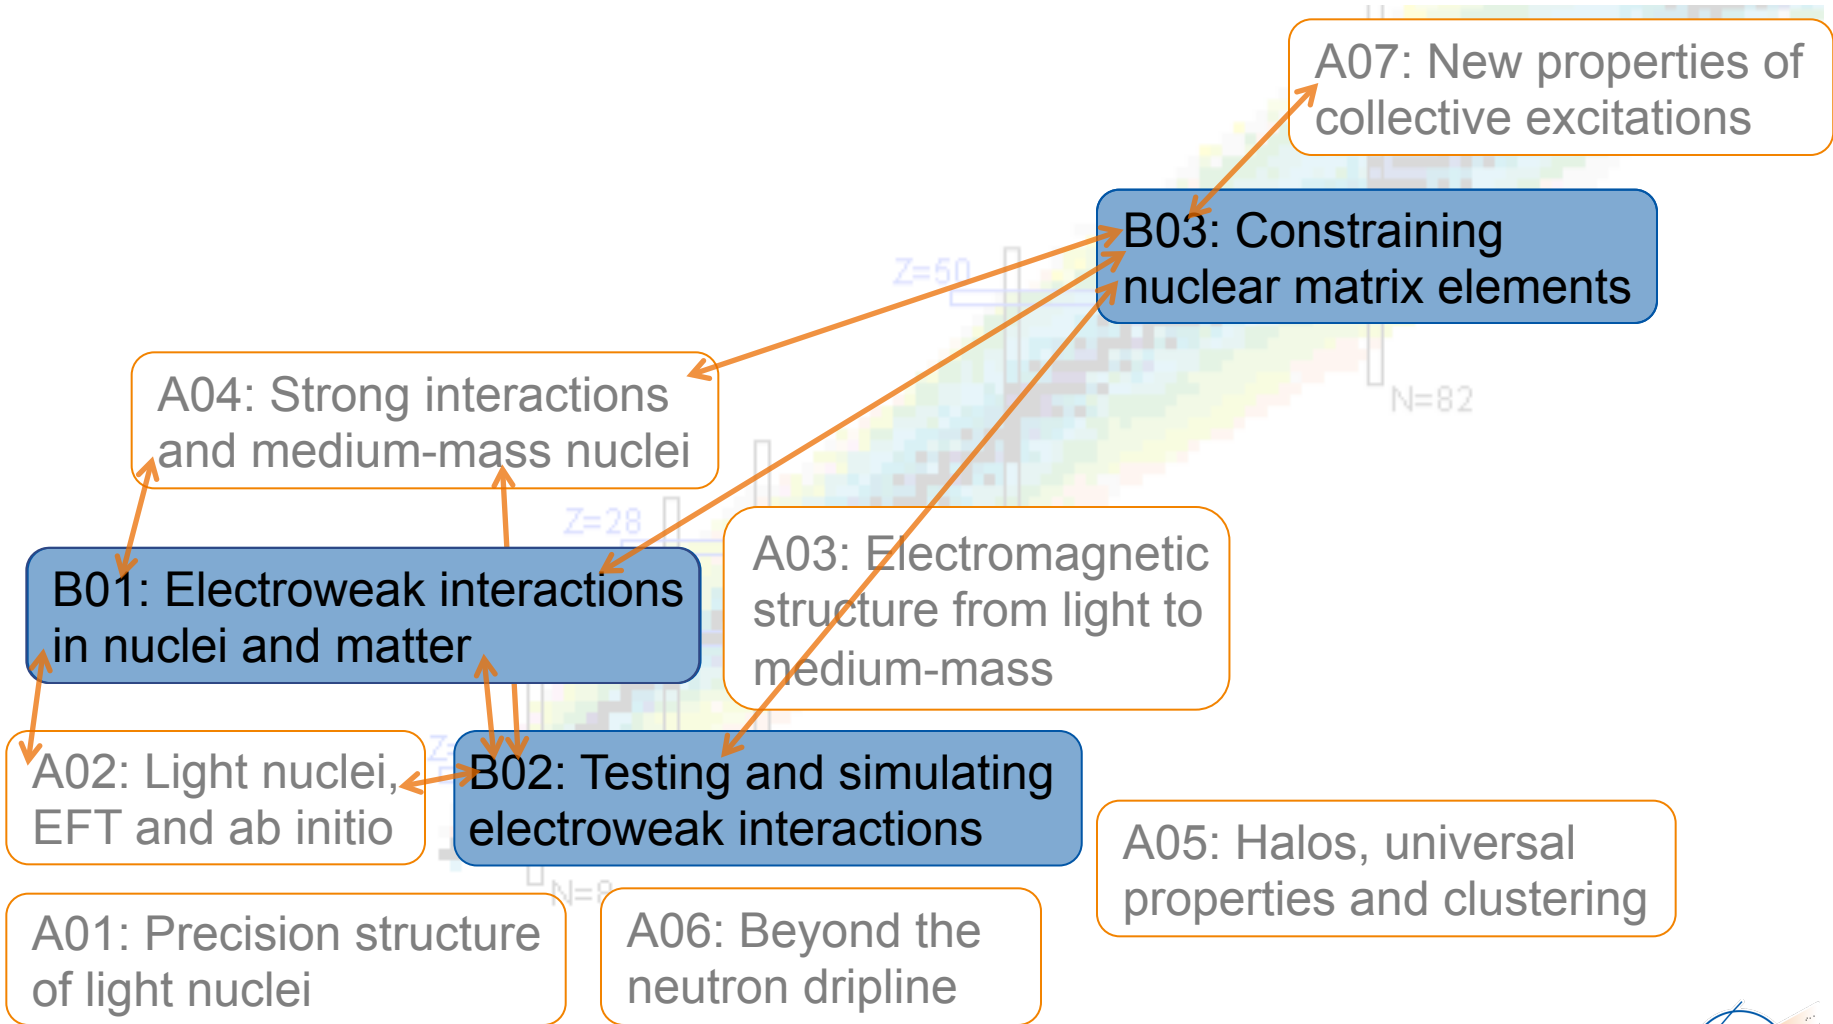 A07: New properties of
collective excitations
B03: Constraining
nuclear matrix elements
Z=50
N=82
A04: Strong interactions
and medium-mass nuclei
Z=28
A03: Electromagnetic
structure from light to
medium-mass
B01: Electroweak interactions
in nuclei and matter
A02: Light nuclei,
EFT and ab initio
B02: Testing and simulating
electroweak interactions
A05: Halos, universal
properties and clustering
N=8
A01: Precision structure
of light nuclei
A06: Beyond the
neutron dripline